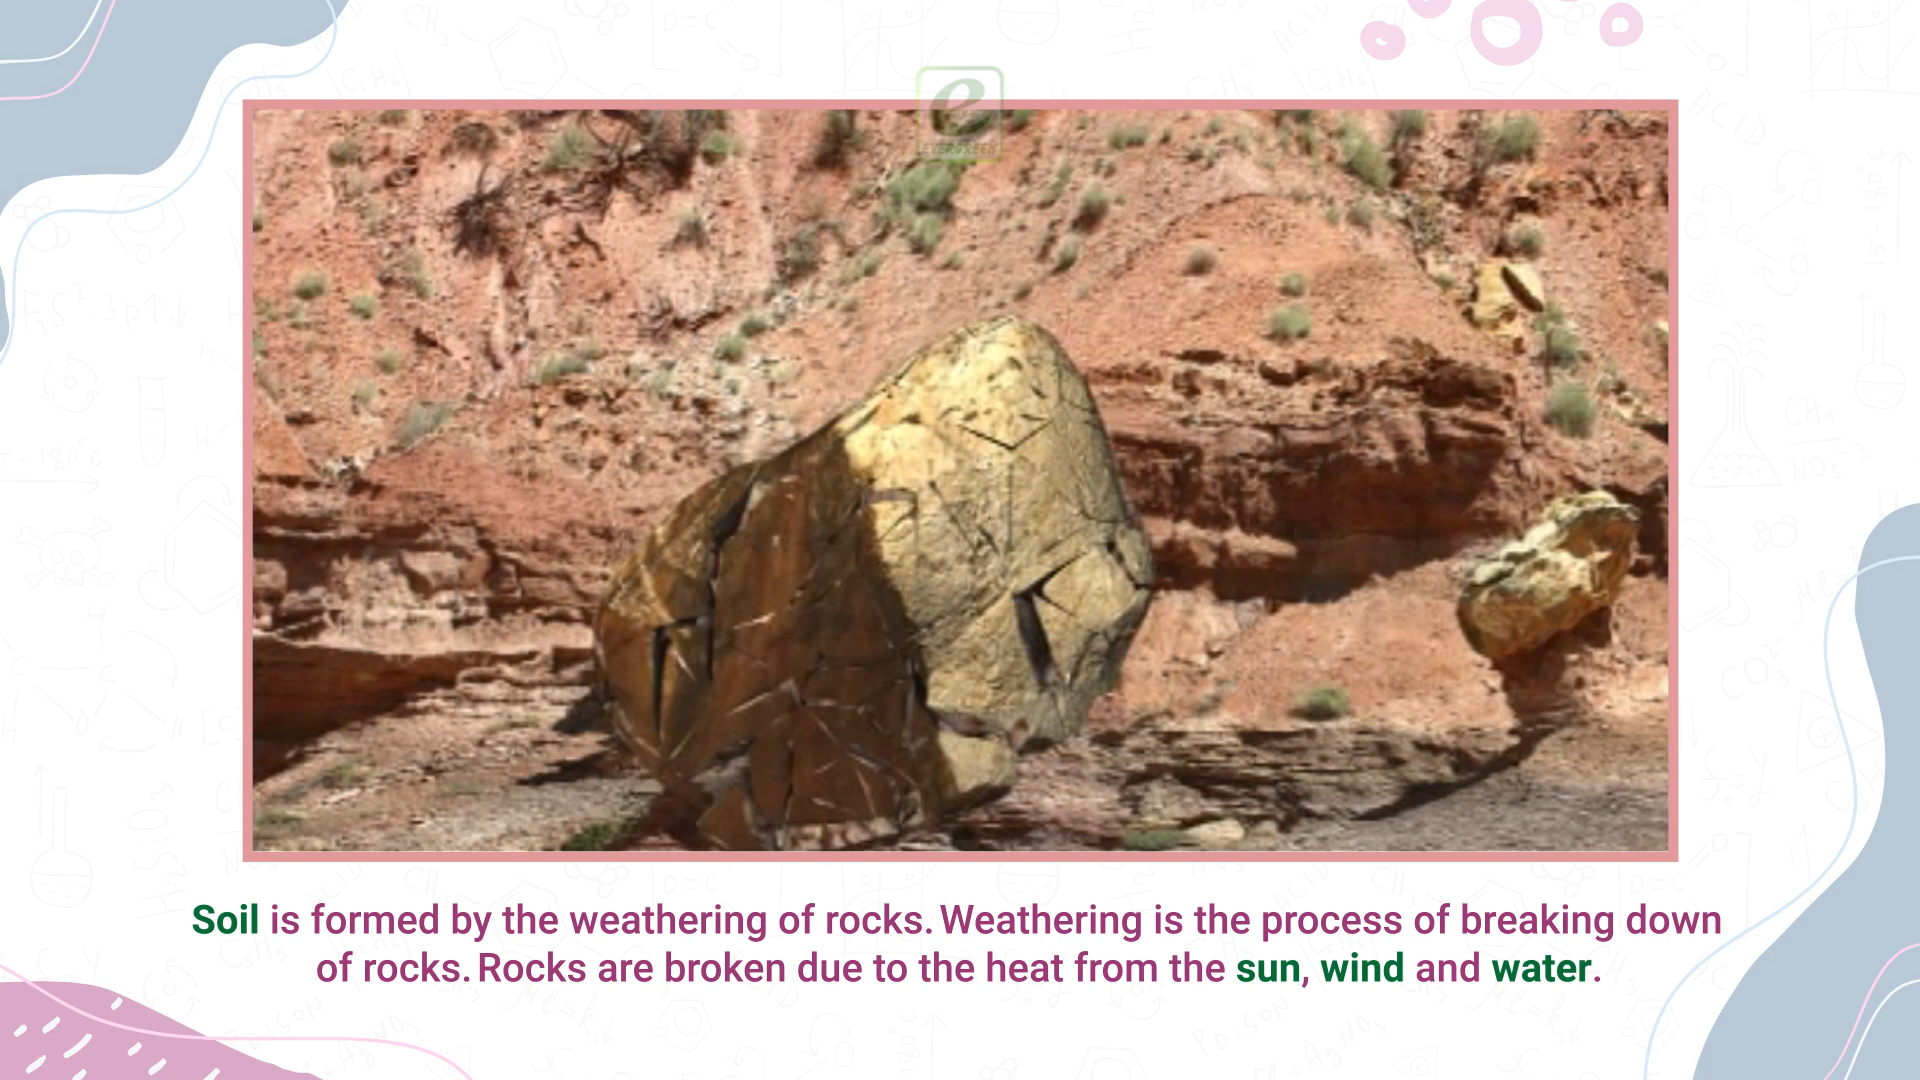 e
EVERGREEN
Soil is formed by the weathering of rocks. Weathering is the process of breaking down
of rocks. Rocks are broken due to the heat from the sun, wind and water.